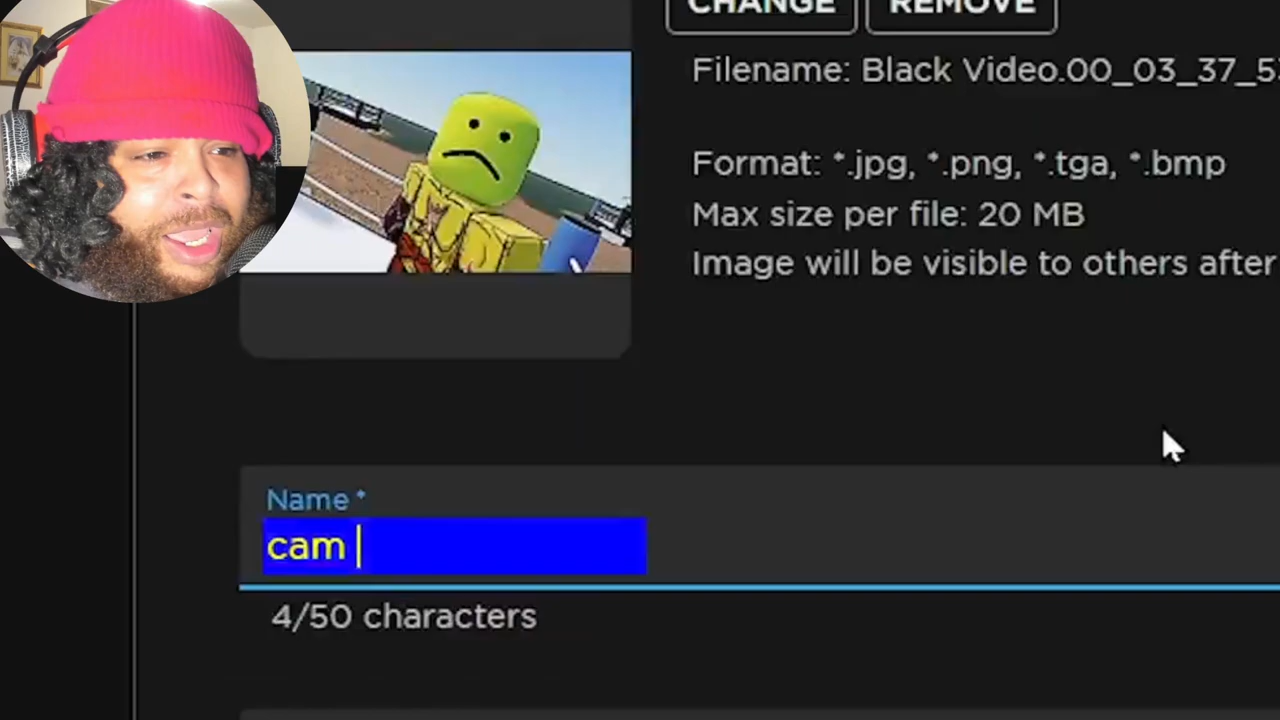 CHANGE REMOVE
Filename: Black Video.00_03_37_5
Format: *.jpg, *.png, *.tga, *.bmp
Max size per file: 20 MB
Image will be visible to others after
Name *
cam
4/50 characters